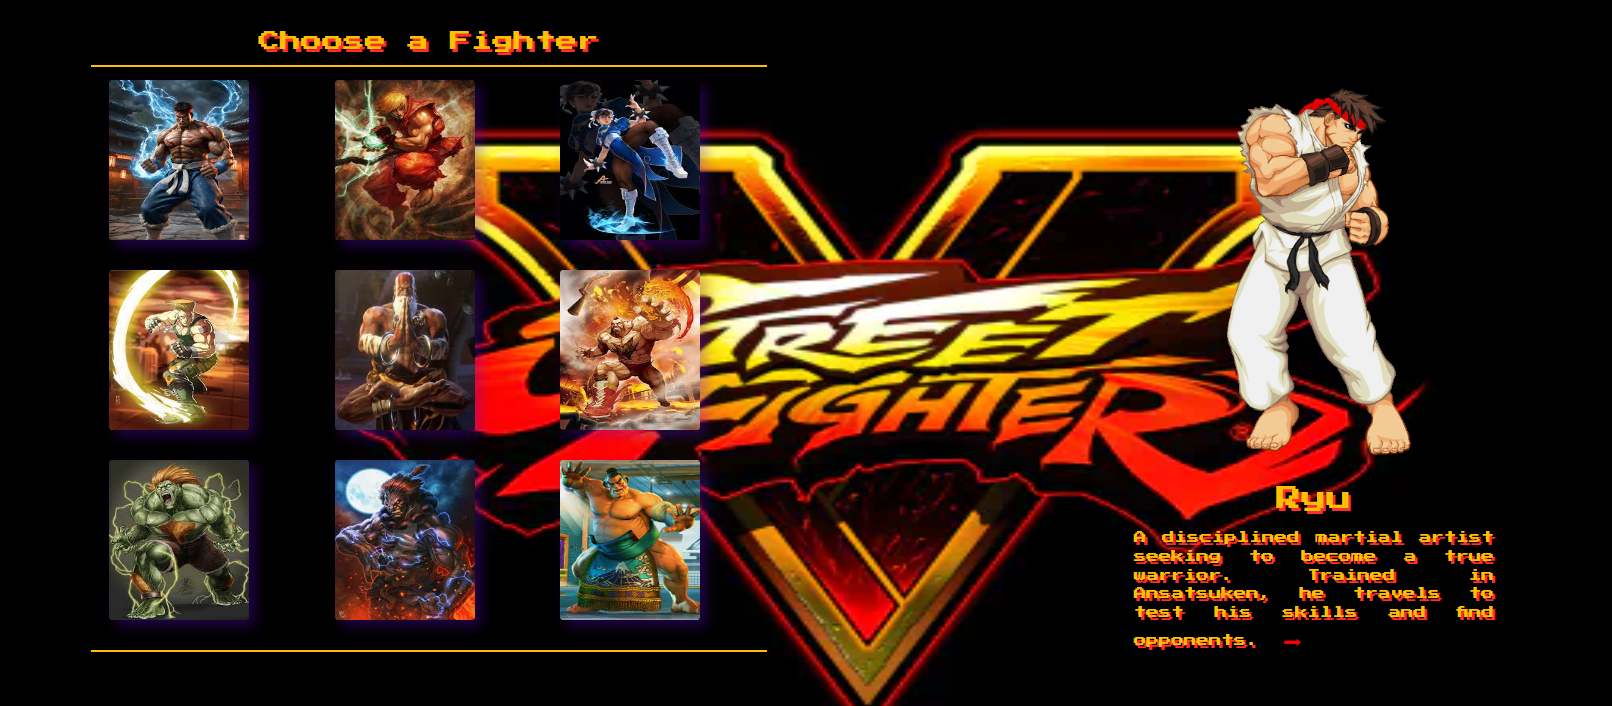 Choose a Fighter
STREET
FIGHTER
®
Ryu
A disciplined martial artist
seeking to become a true
warrior. Trained in
Ansatsuken, he travels to
test his skills and find
opponents. →